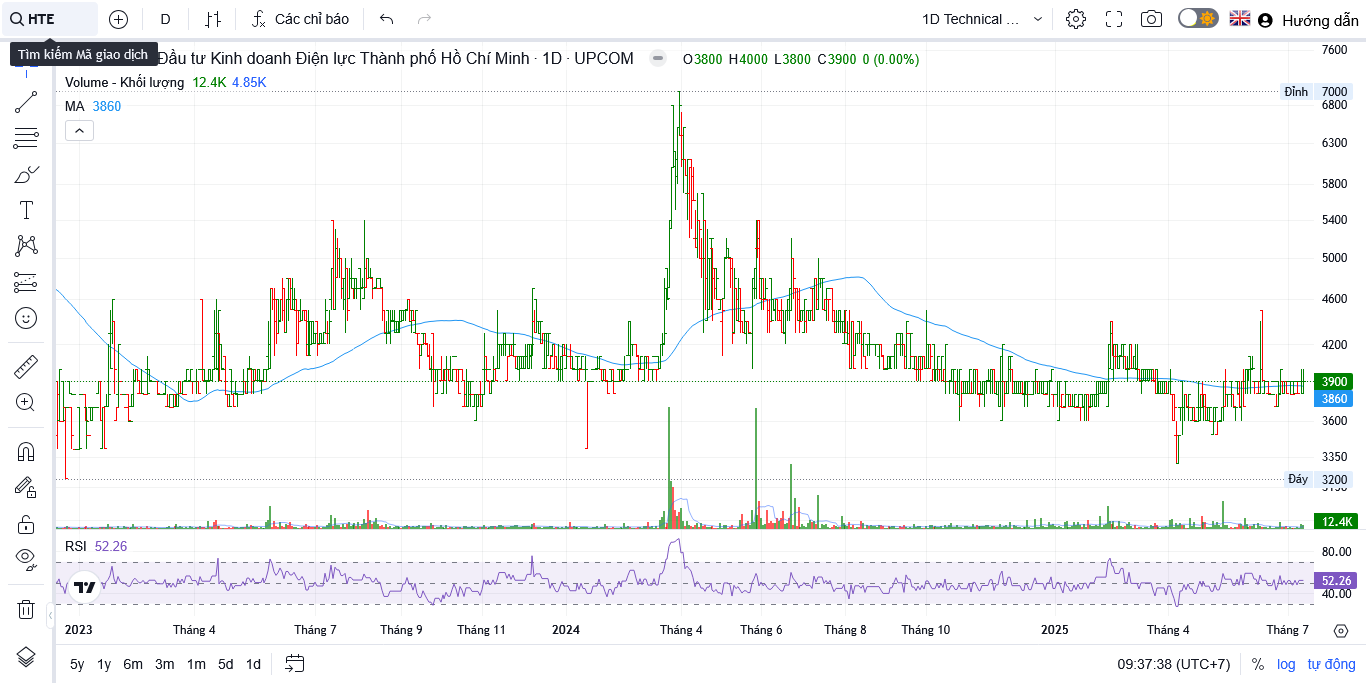 HTE D Các chỉ báo 1D Technical ... Hướng dẫn
Tìm kiếm Mã giao dịch
Đầu tư Kinh doanh Điện lực Thành phố Hồ Chí Minh · 1D · UPCOM O3800 H4000 L3800 C3900 0 (0.00%)
Volume - Khối lượng 12.4K 4.85K
MA 3860
7600
Đỉnh 7000
6800
6300
5800
5400
5000
4600
4200
3900
3860
3600
3350
Đáy 3200
12.4K
RSI 52.26
80.00
52.26
40.00
2023 Tháng 4 Tháng 7 Tháng 9 Tháng 11 2024 Tháng 4 Tháng 6 Tháng 8 Tháng 10 2025 Tháng 4 Tháng 7
5y 1y 6m 3m 1m 5d 1d 09:37:38 (UTC+7) % log tự động